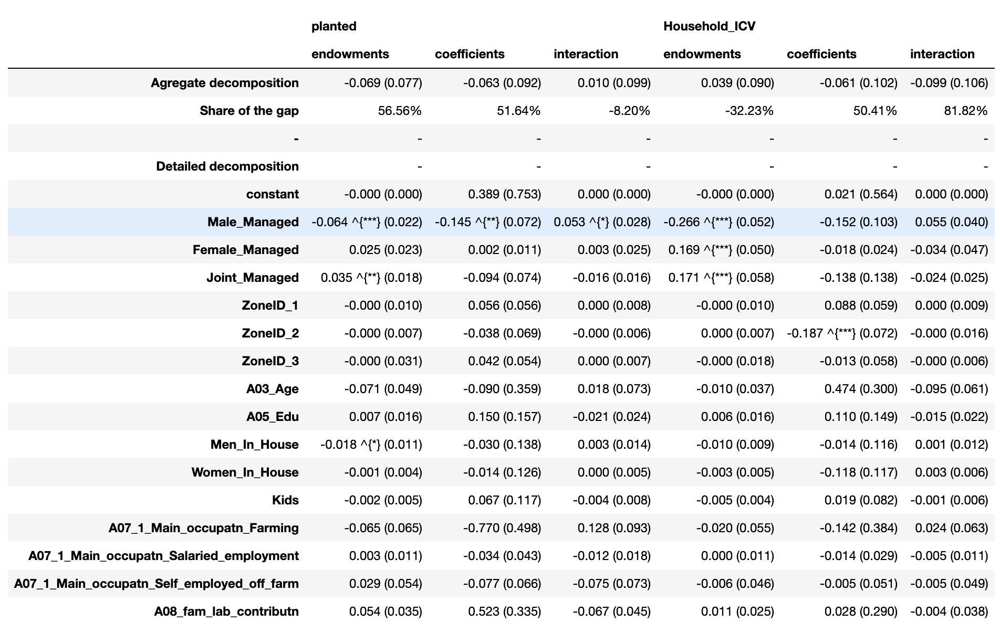 planted Household_ICV
endowments coefficients interaction endowments coefficients interaction
Agregate decomposition -0.069 (0.077) -0.063 (0.092) 0.010 (0.099) 0.039 (0.090) -0.061 (0.102) -0.099 (0.106)
Share of the gap 56.56% 51.64% -8.20% -32.23% 50.41% 81.82%
- - - - - - -
Detailed decomposition - - - - - -
constant -0.000 (0.000) 0.389 (0.753) 0.000 (0.000) -0.000 (0.000) 0.021 (0.564) 0.000 (0.000)
Male_Managed -0.064 ^{***} (0.022) -0.145 ^{**} (0.072) 0.053 ^{*} (0.028) -0.266 ^{***} (0.052) -0.152 (0.103) 0.055 (0.040)
Female_Managed 0.025 (0.023) 0.002 (0.011) 0.003 (0.025) 0.169 ^{***} (0.050) -0.018 (0.024) -0.034 (0.047)
Joint_Managed 0.035 ^{**} (0.018) -0.094 (0.074) -0.016 (0.016) 0.171 ^{***} (0.058) -0.138 (0.138) -0.024 (0.025)
ZoneID_1 -0.000 (0.010) 0.056 (0.056) 0.000 (0.008) -0.000 (0.010) 0.088 (0.059) 0.000 (0.009)
ZoneID_2 -0.000 (0.007) -0.038 (0.069) -0.000 (0.006) 0.000 (0.007) -0.187 ^{***} (0.072) -0.000 (0.016)
ZoneID_3 -0.000 (0.031) 0.042 (0.054) 0.000 (0.007) -0.000 (0.018) -0.013 (0.058) -0.000 (0.006)
A03_Age -0.071 (0.049) -0.090 (0.359) 0.018 (0.073) -0.010 (0.037) 0.474 (0.300) -0.095 (0.061)
A05_Edu 0.007 (0.016) 0.150 (0.157) -0.021 (0.024) 0.006 (0.016) 0.110 (0.149) -0.015 (0.022)
Men_In_House -0.018 ^{*} (0.011) -0.030 (0.138) 0.003 (0.014) -0.010 (0.009) -0.014 (0.116) 0.001 (0.012)
Women_In_House -0.001 (0.004) -0.014 (0.126) 0.000 (0.005) -0.003 (0.005) -0.118 (0.117) 0.003 (0.006)
Kids -0.002 (0.005) 0.067 (0.117) -0.004 (0.008) -0.005 (0.004) 0.019 (0.082) -0.001 (0.006)
A07_1_Main_occupatn_Farming -0.065 (0.065) -0.770 (0.498) 0.128 (0.093) -0.020 (0.055) -0.142 (0.384) 0.024 (0.063)
A07_1_Main_occupatn_Salaried_employment 0.003 (0.011) -0.034 (0.043) -0.012 (0.018) 0.000 (0.011) -0.014 (0.029) -0.005 (0.011)
A07_1_Main_occupatn_Self_employed_off_farm 0.029 (0.054) -0.077 (0.066) -0.075 (0.073) -0.006 (0.046) -0.005 (0.051) -0.005 (0.049)
A08_fam_lab_contributn 0.054 (0.035) 0.523 (0.335) -0.067 (0.045) 0.011 (0.025) 0.028 (0.290) -0.004 (0.038)